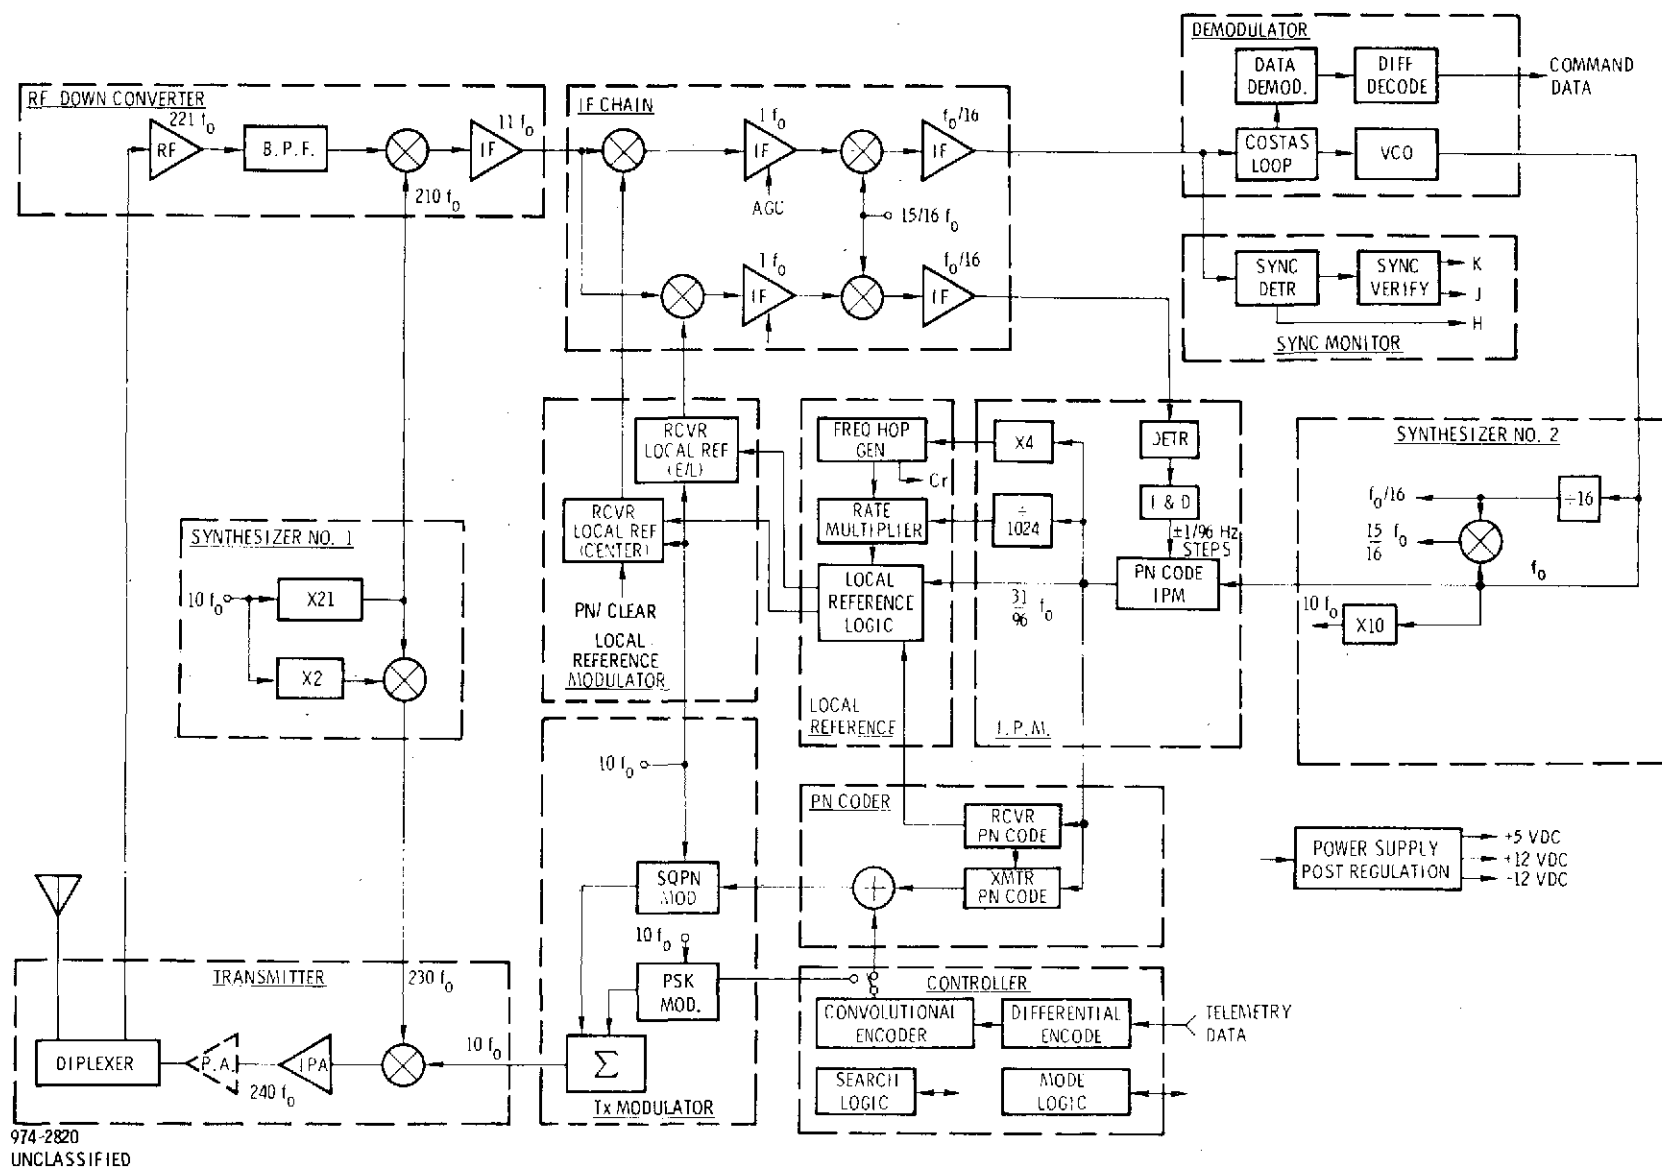 DEMODULATOR
DATA
DEMOD.
DIFF
DECODE
COMMAND
DATA
COSTAS
LOOP
VCO
RF DOWN CONVERTER
221 f₀
RF
B.P.F.
11 f₀
IF
210 f₀
IF CHAIN
1 f₀
IF
AGC
f₀/16
IF
15/16 f₀
1 f₀
IF
f₀/16
IF
SYNC
DETR
SYNC
VERIFY
K
J
H
SYNC MONITOR
RCVR
LOCAL REF
(E/L)
RCVR
LOCAL REF
(CENTER)
PN/ CLEAR
LOCAL
REFERENCE
MODULATOR
FREQ HOP
GEN
Cr
RATE
MULTIPLIER
LOCAL
REFERENCE
LOGIC
LOCAL
REFERENCE
X4
÷
1024
DETR
I & D
±1/96 Hz
STEPS
PN CODE
IPM
31
96 f₀
I.P.M.
SYNTHESIZER NO. 2
f₀/16
÷16
15
16 f₀
f₀
10 f₀
X10
SYNTHESIZER NO. 1
10 f₀
X21
X2
10 f₀
SQPN
MOD
10 f₀
PSK
MOD.
Σ
Tx MODULATOR
PN CODER
RCVR
PN CODE
XMTR
PN CODE
POWER SUPPLY
POST REGULATION
+5 VDC
+12 VDC
-12 VDC
TRANSMITTER
230 f₀
10 f₀
DIPLEXER
P.A.
240 f₀
IPA
CONTROLLER
CONVOLUTIONAL
ENCODER
DIFFERENTIAL
ENCODE
TELEMETRY
DATA
SEARCH
LOGIC
MODE
LOGIC
974-2820
UNCLASSIFIED